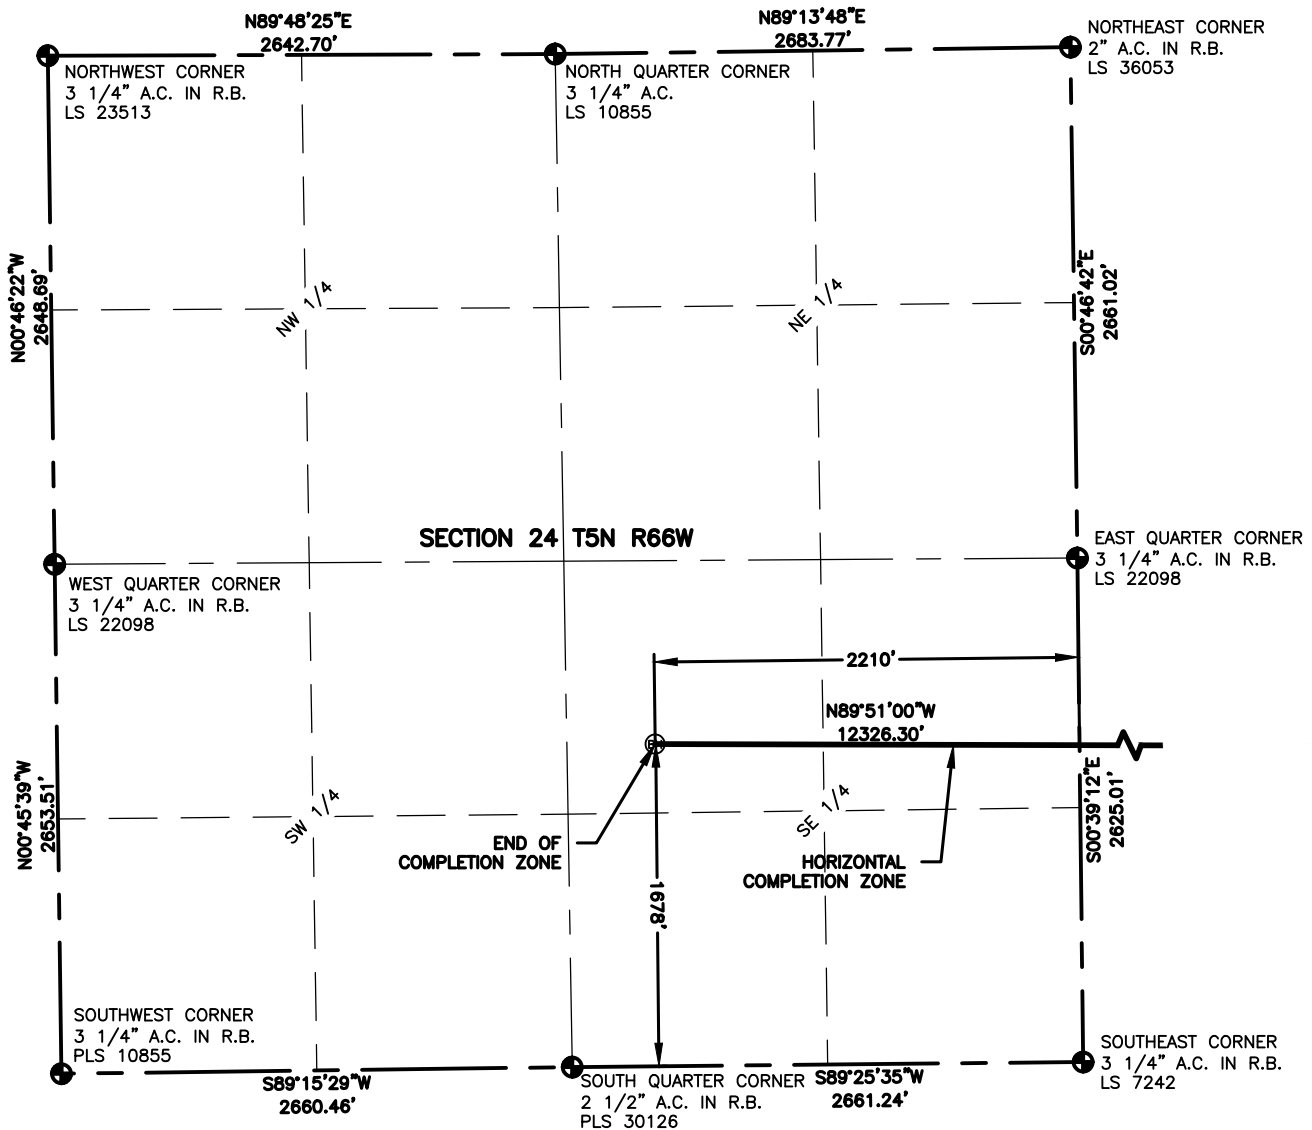 N89°48'25"E
2642.70'
N89°13'48"E
2683.77'
NORTHEAST CORNER
2" A.C. IN R.B.
LS 36053
NORTHWEST CORNER
3 1/4" A.C. IN R.B.
LS 23513
NORTH QUARTER CORNER
3 1/4" A.C.
LS 10855
N00°46'22"W
2648.69'
NW 1/4
NE 1/4
S00°46'42"E
2661.02'
SECTION 24 T5N R66W
EAST QUARTER CORNER
3 1/4" A.C. IN R.B.
LS 22098
WEST QUARTER CORNER
3 1/4" A.C. IN R.B.
LS 22098
2210'
N89°51'00"W
12326.30'
N00°45'39"W
2653.51'
SW 1/4
SE 1/4
S00°39'12"E
2625.01'
END OF
COMPLETION ZONE
HORIZONTAL
COMPLETION ZONE
1678'
SOUTHWEST CORNER
3 1/4" A.C. IN R.B.
PLS 10855
SOUTHEAST CORNER
3 1/4" A.C. IN R.B.
LS 7242
S89°15'29"W
2660.46'
SOUTH QUARTER CORNER
2 1/2" A.C. IN R.B.
PLS 30126
S89°25'35"W
2661.24'